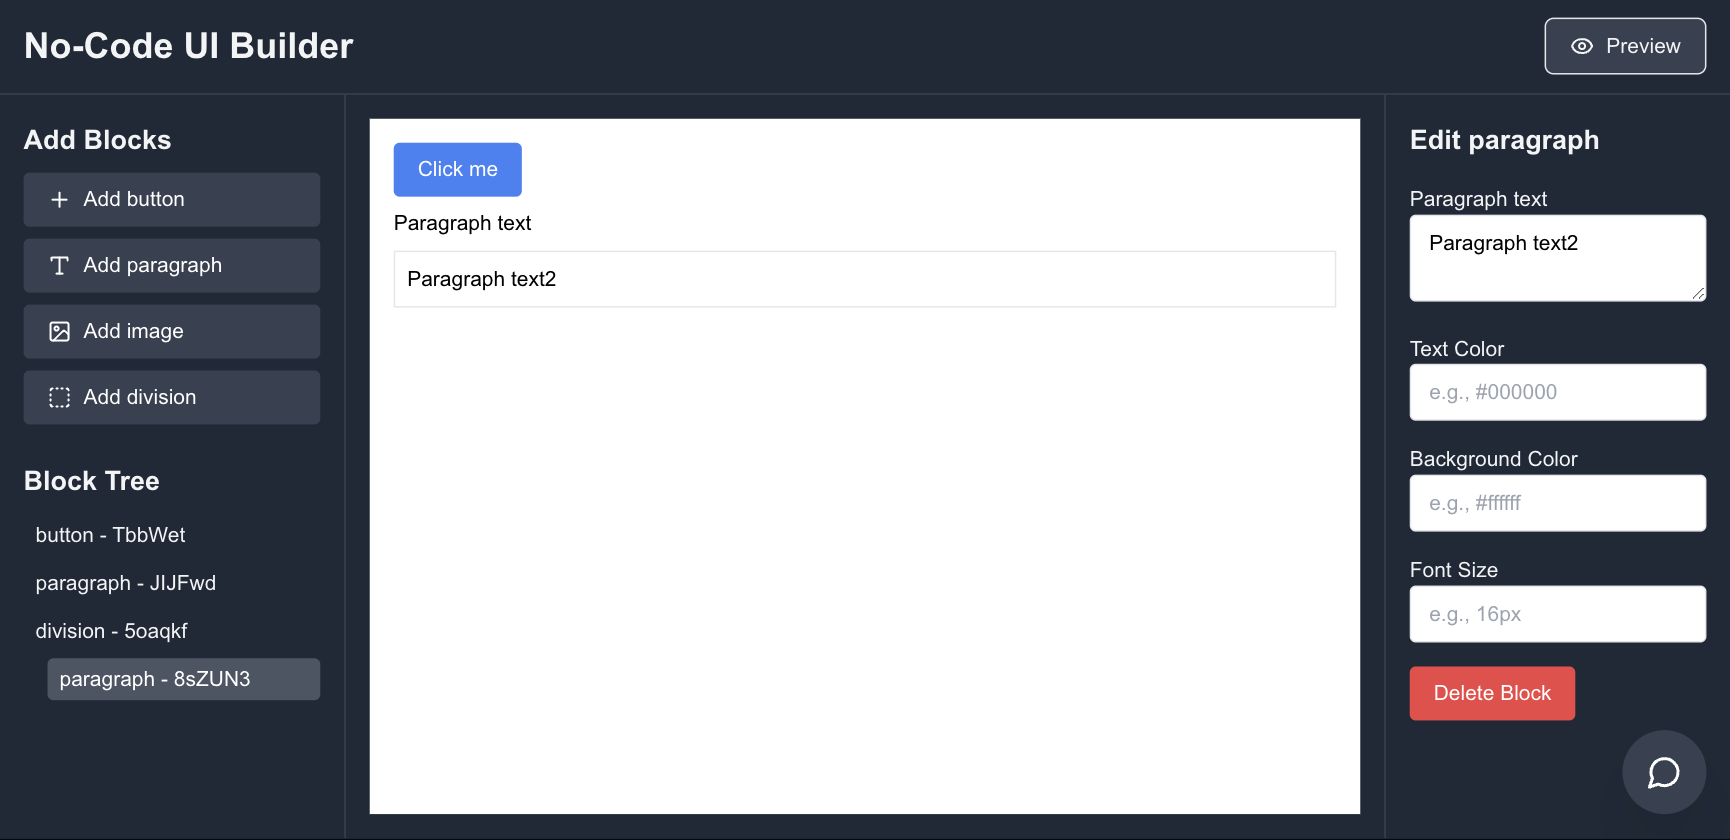 No-Code UI Builder
Preview
Add Blocks
Add button
Add paragraph
Add image
Add division
Block Tree
button - TbbWet
paragraph - JIJFwd
division - 5oaqkf
paragraph - 8sZUN3
Click me
Paragraph text
Paragraph text2
Edit paragraph
Paragraph text
Paragraph text2
Text Color
e.g., #000000
Background Color
e.g., #ffffff
Font Size
e.g., 16px
Delete Block